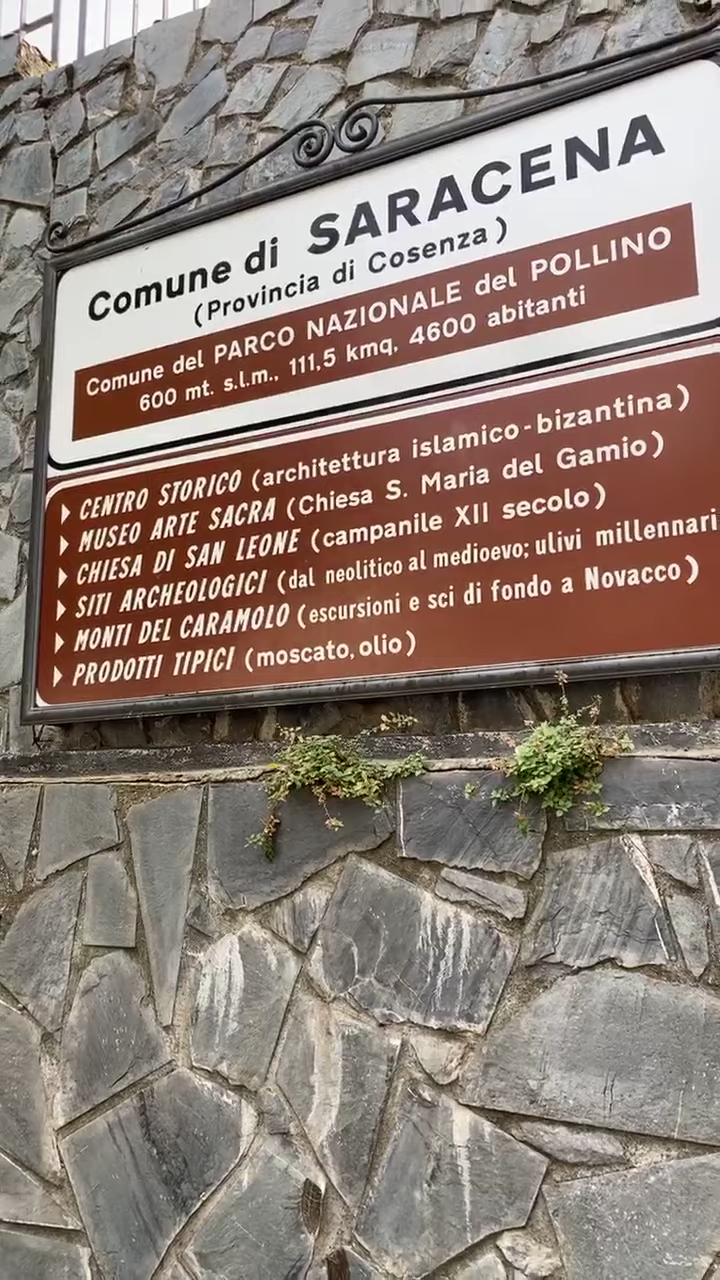 Comune di SARACENA
(Provincia di Cosenza)
Comune del PARCO NAZIONALE del POLLINO
600 mt. s.l.m., 111,5 kmq, 4600 abitanti
CENTRO STORICO (architettura islamico-bizantina)
MUSEO ARTE SACRA (Chiesa S. Maria del Gamio)
CHIESA DI SAN LEONE (campanile XII secolo)
SITI ARCHEOLOGICI (dal neolitico al medioevo; ulivi millennari
MONTI DEL CARAMOLO (escursioni e sci di fondo a Novacco)
PRODOTTI TIPICI (moscato, olio)